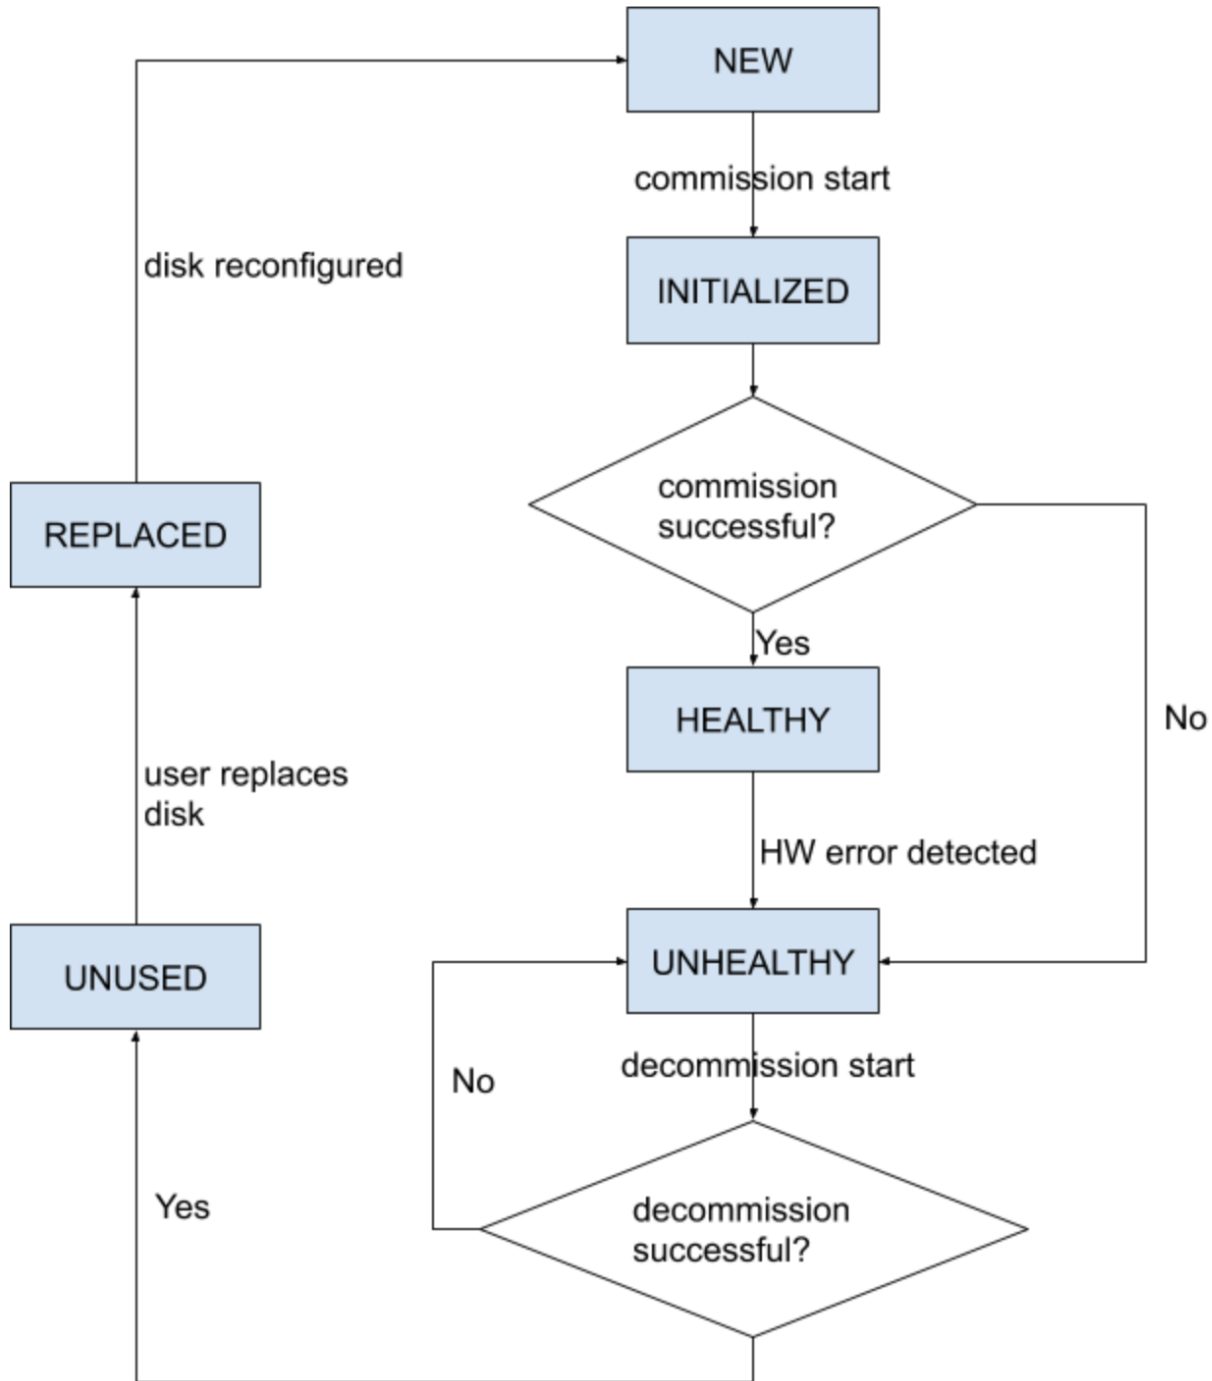 NEW
commission start
disk reconfigured
INITIALIZED
commission
successful?
REPLACED
Yes
HEALTHY
No
user replaces
disk
HW error detected
UNHEALTHY
UNUSED
decommission start
No
Yes
decommission
successful?